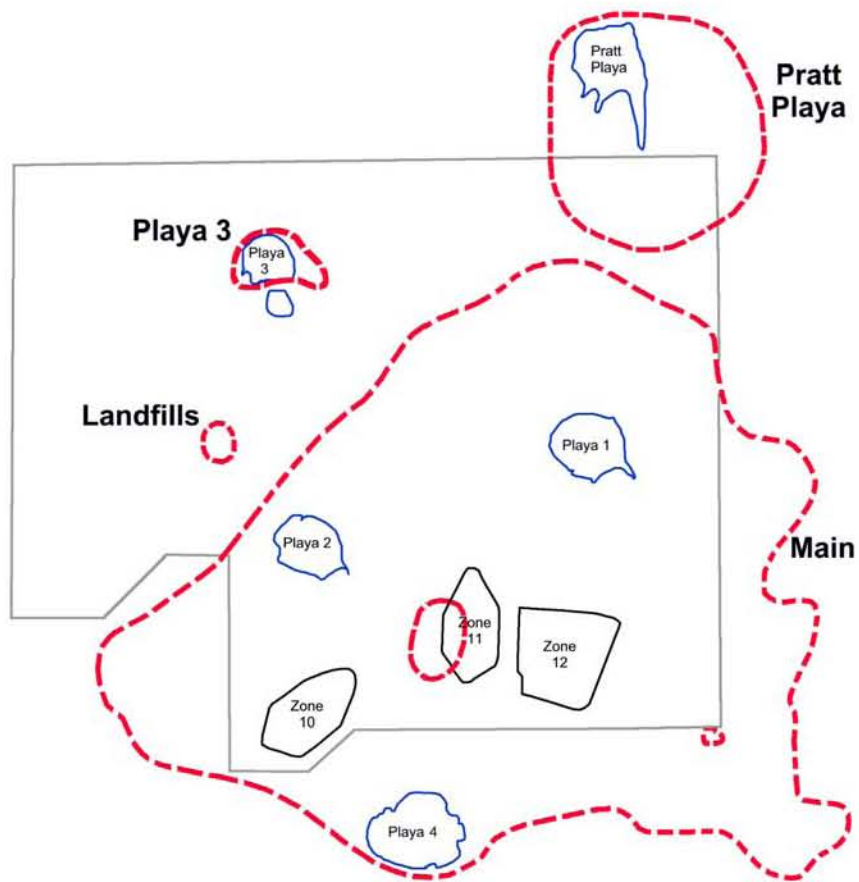 Pratt
Playa
Pratt
Playa
Playa 3
Playa
3
Landfills
Playa 1
Playa 2
Main
Zone
11
Zone
12
Zone
10
Playa 4